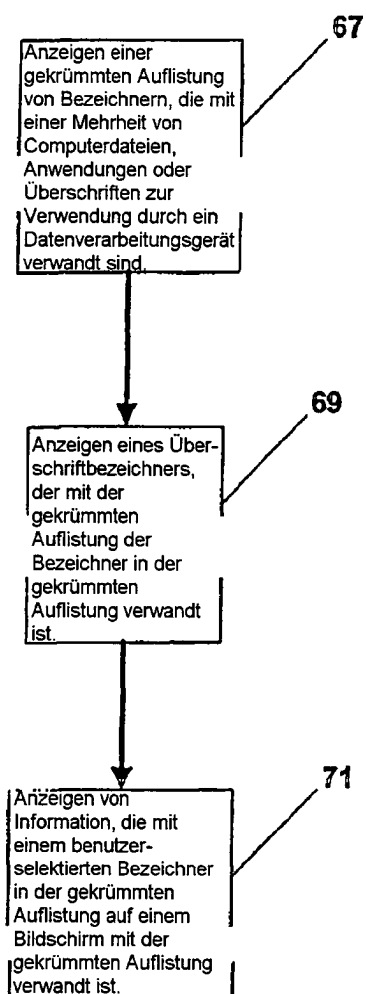 67
Anzeigen einer
gekrümmten Auflistung
von Bezeichnern, die mit
einer Mehrheit von
Computerdateien,
Anwendungen oder
Überschriften zur
Verwendung durch ein
Datenverarbeitungsgerät
verwandt sind.
69
Anzeigen eines Über-
schriftbezeichners,
der mit der
gekrümmten
Auflistung der
Bezeichner in der
gekrümmten
Auflistung verwandt
ist.
71
Anzeigen von
Information, die mit
einem benutzer-
selektierten Bezeichner
in der gekrümmten
Auflistung auf einem
Bildschirm mit der
gekrümmten Auflistung
verwandt ist.